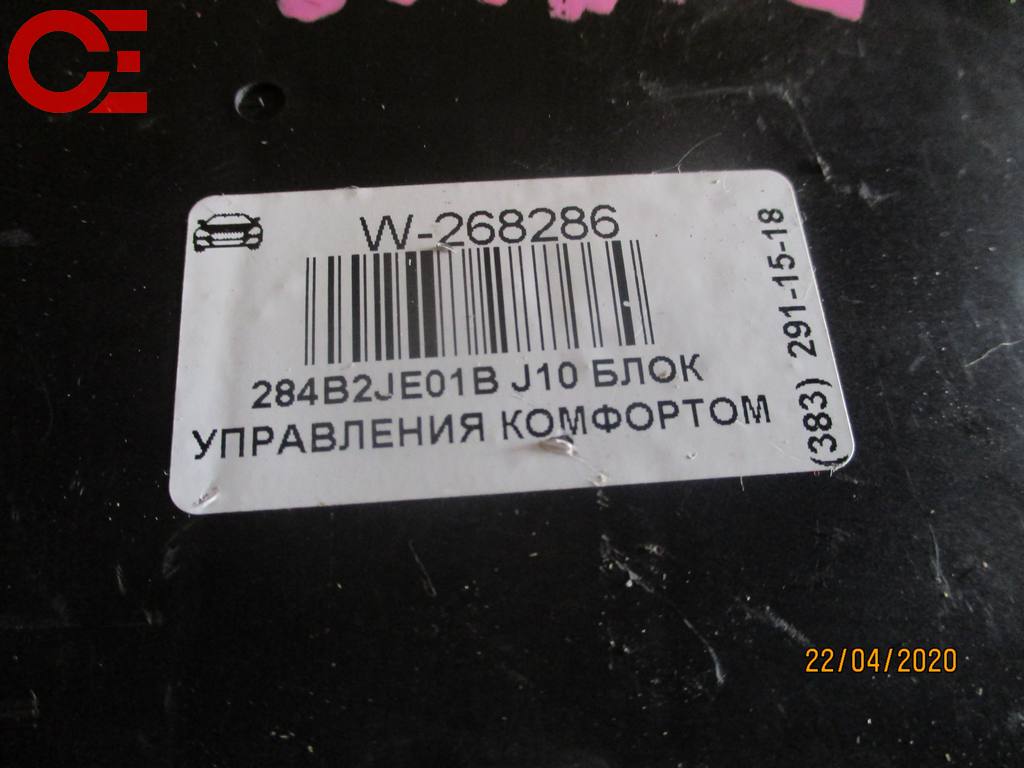 W-268286
284B2JE01B J10 БЛОК
УПРАВЛЕНИЯ КОМФОРТОМ
(383) 291-15-18
22/04/2020